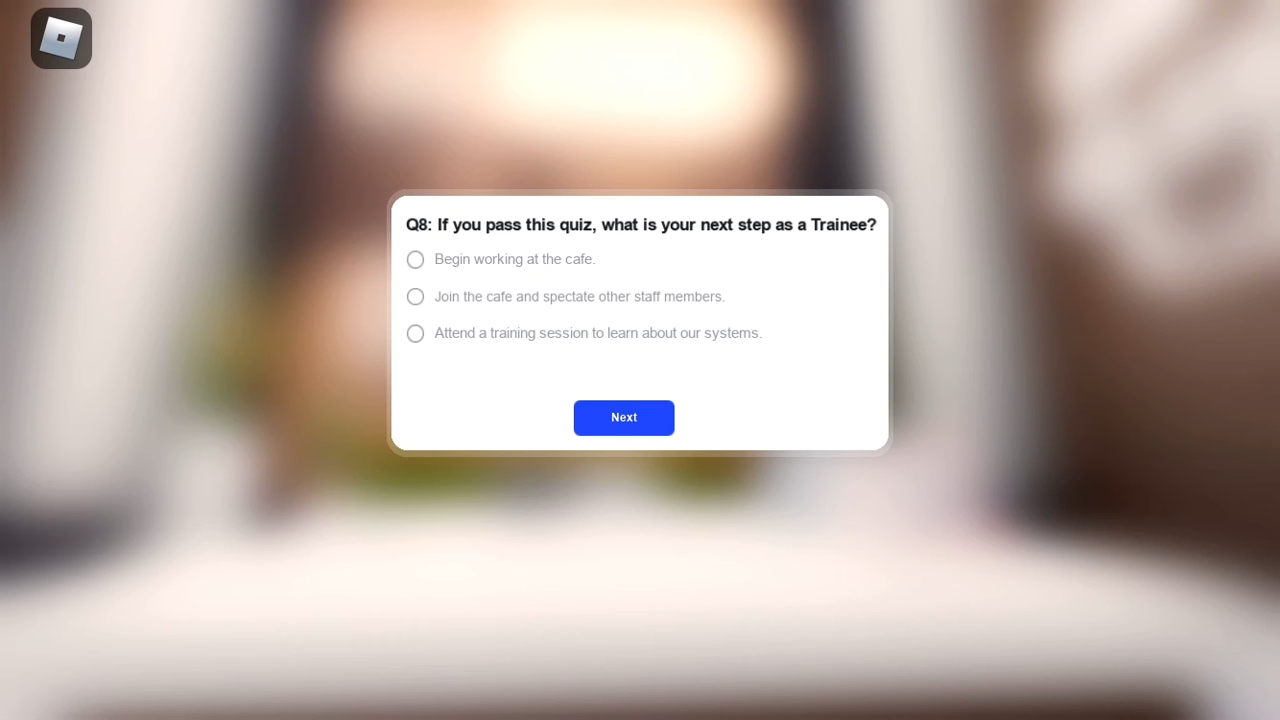 Q8: If you pass this quiz, what is your next step as a Trainee?
Begin working at the cafe.
Join the cafe and spectate other staff members.
Attend a training session to learn about our systems.
Next